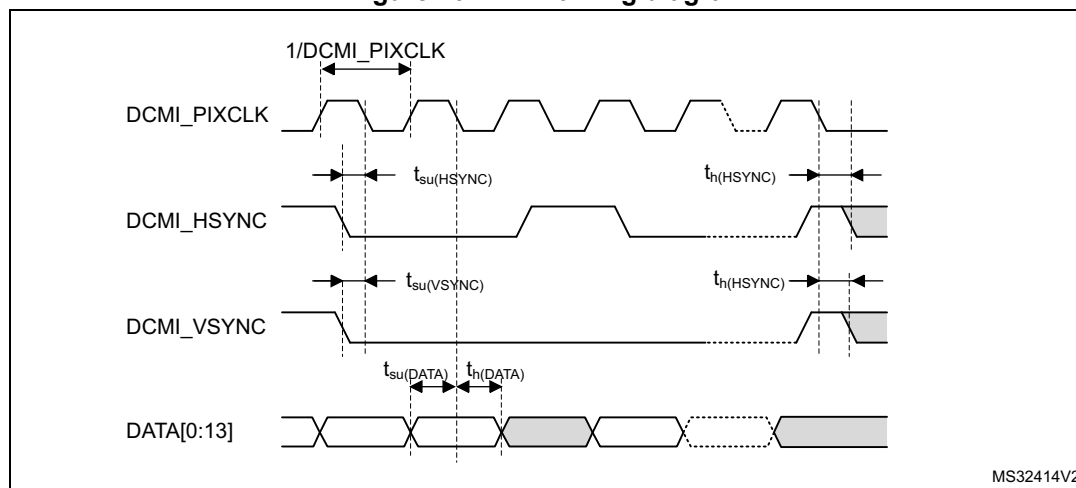 1/DCMI_PIXCLK
DCMI_PIXCLK
tsu(HSYNC) th(HSYNC)
DCMI_HSYNC
tsu(VSYNC) th(HSYNC)
DCMI_VSYNC
tsu(DATA) th(DATA)
DATA[0:13]
MS32414V2